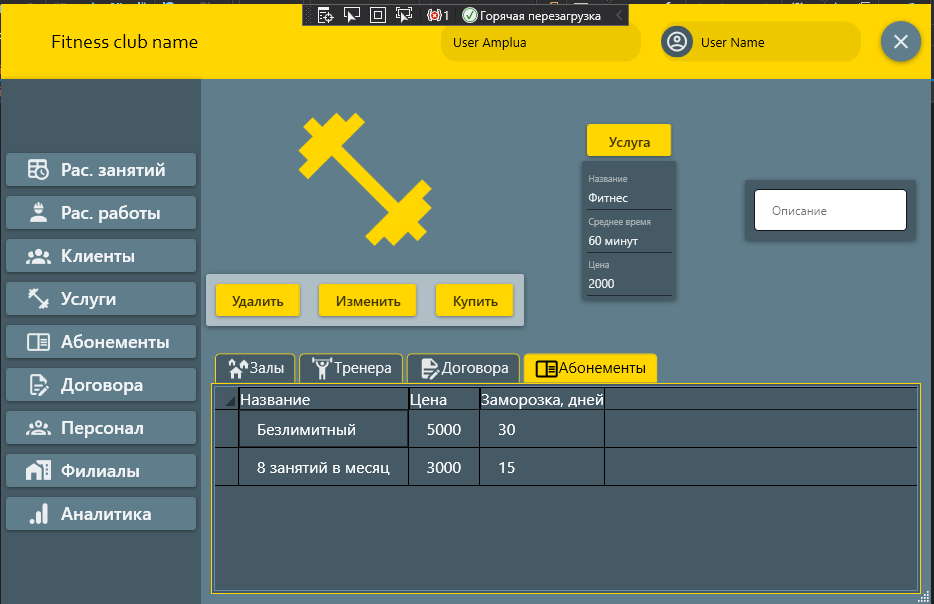 1 Горячая перезагрузка
Fitness club name
User Amplua
User Name
Рас. занятий
Рас. работы
Клиенты
Услуги
Абонементы
Договора
Персонал
Филиалы
Аналитика
Услуга
Название
Фитнес
Среднее время
60 минут
Цена
2000
Описание
Удалить Изменить Купить
Залы Тренера Договора Абонементы
Название Цена Заморозка, дней
Безлимитный 5000 30
8 занятий в месяц 3000 15